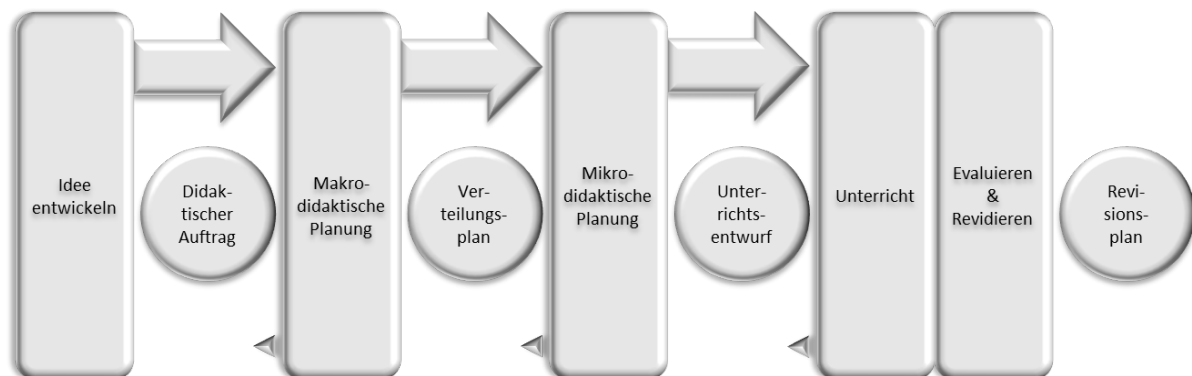 Idee
entwickeln
Didak-
tischer
Auftrag
Makro-
didaktische
Planung
Ver-
teilungs-
plan
Mikro-
didaktische
Planung
Unter-
richts-
entwurf
Unterricht
Evaluieren
&
Revidieren
Revi-
sions-
plan